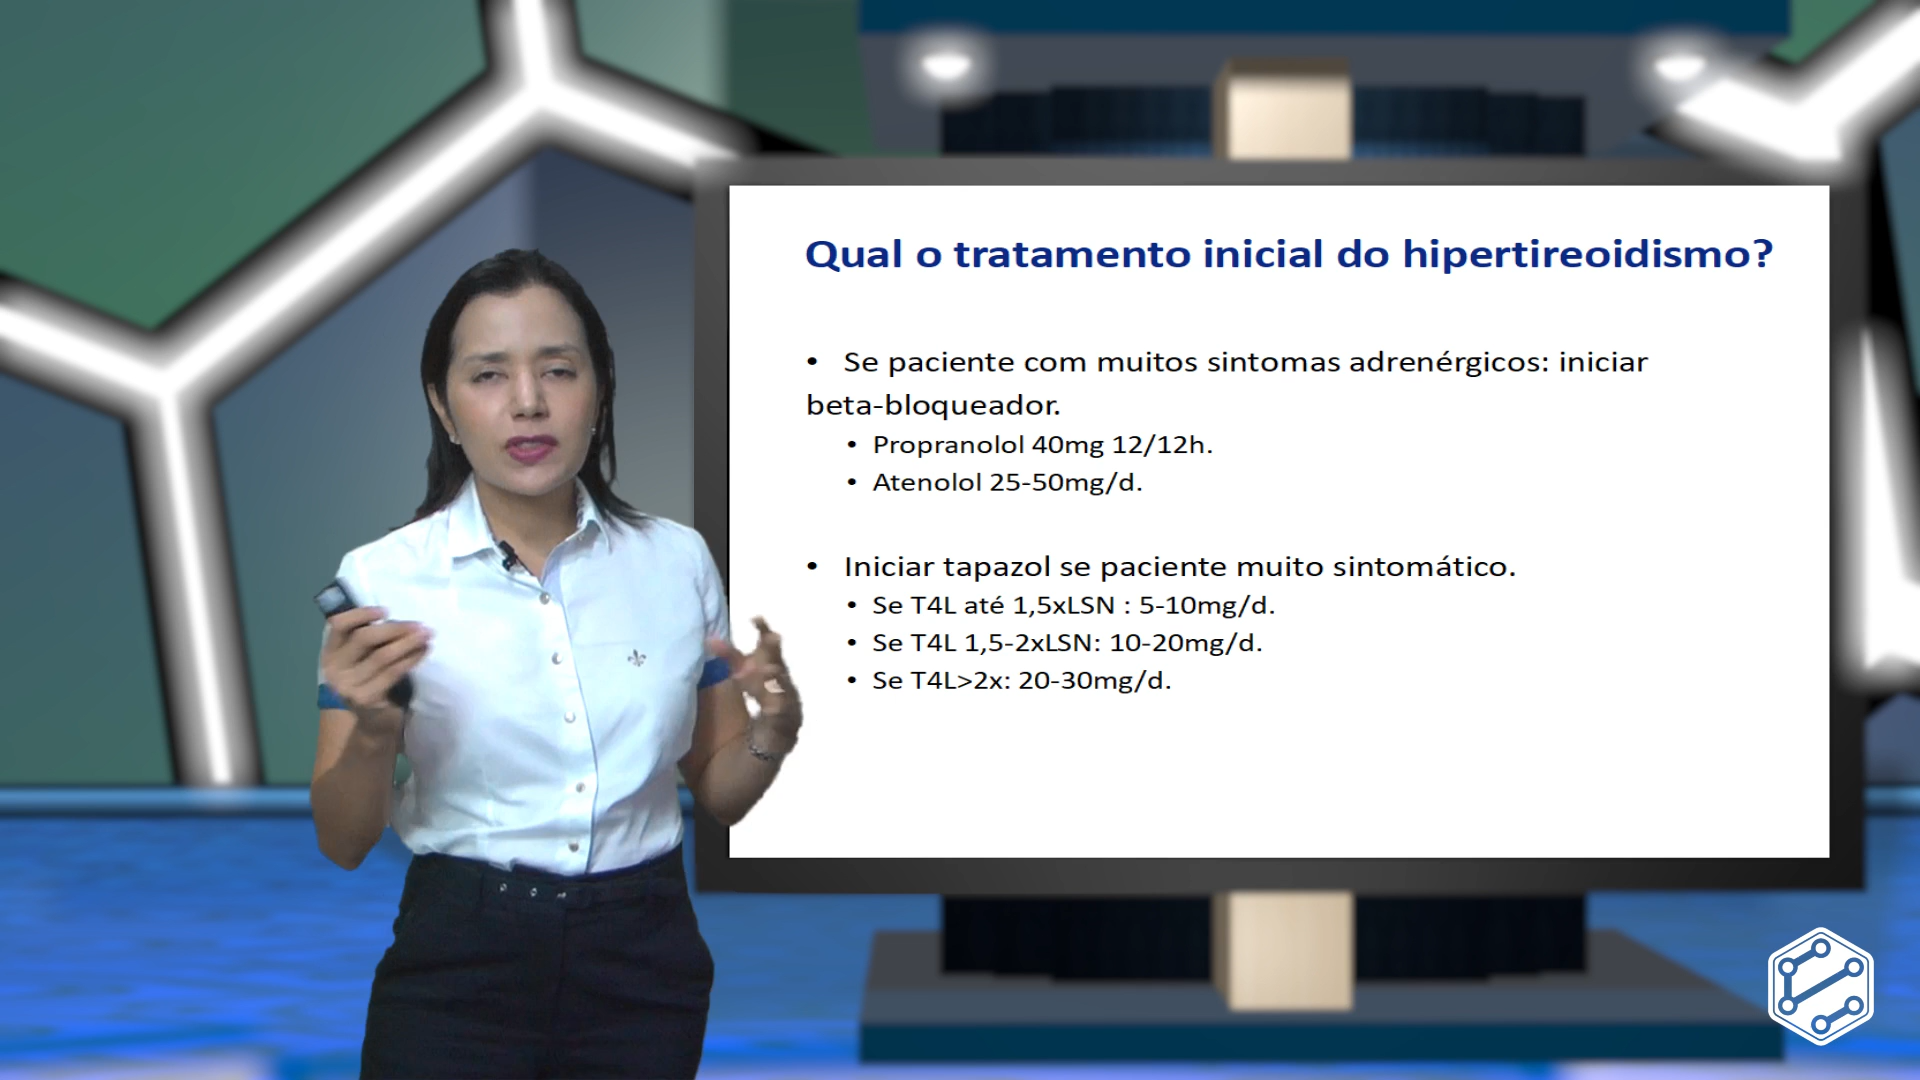 Qual o tratamento inicial do hipertireoidismo?
• Se paciente com muitos sintomas adrenérgicos: iniciar
beta-bloqueador.
• Propranolol 40mg 12/12h.
• Atenolol 25-50mg/d.
• Iniciar tapazol se paciente muito sintomático.
• Se T4L até 1,5xLSN : 5-10mg/d.
• Se T4L 1,5-2xLSN: 10-20mg/d.
• Se T4L>2x: 20-30mg/d.